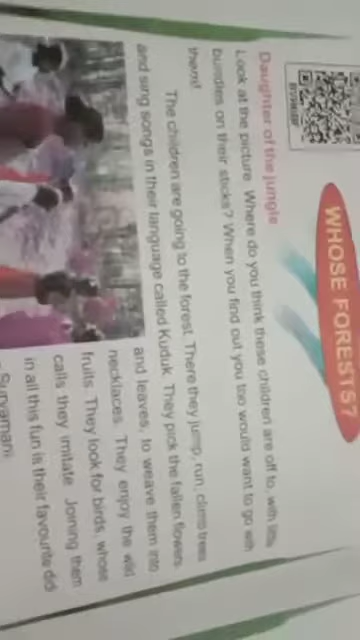 WHOSE FORESTS?
Daughter of the jungle
Look at the picture. Where do you think these children are off to, with little
bundles on their sticks? When you find out you too would want to go with
them!
The children are going to the forest. There they jump, run, climb trees
and sing songs in their language called Kuduk. They pick the fallen flowers
and leaves, to weave them into
necklaces. They enjoy the wild
fruits. They look for birds, whose
calls they imitate. Joining them
in all this fun is their favourite didi
Suryamani